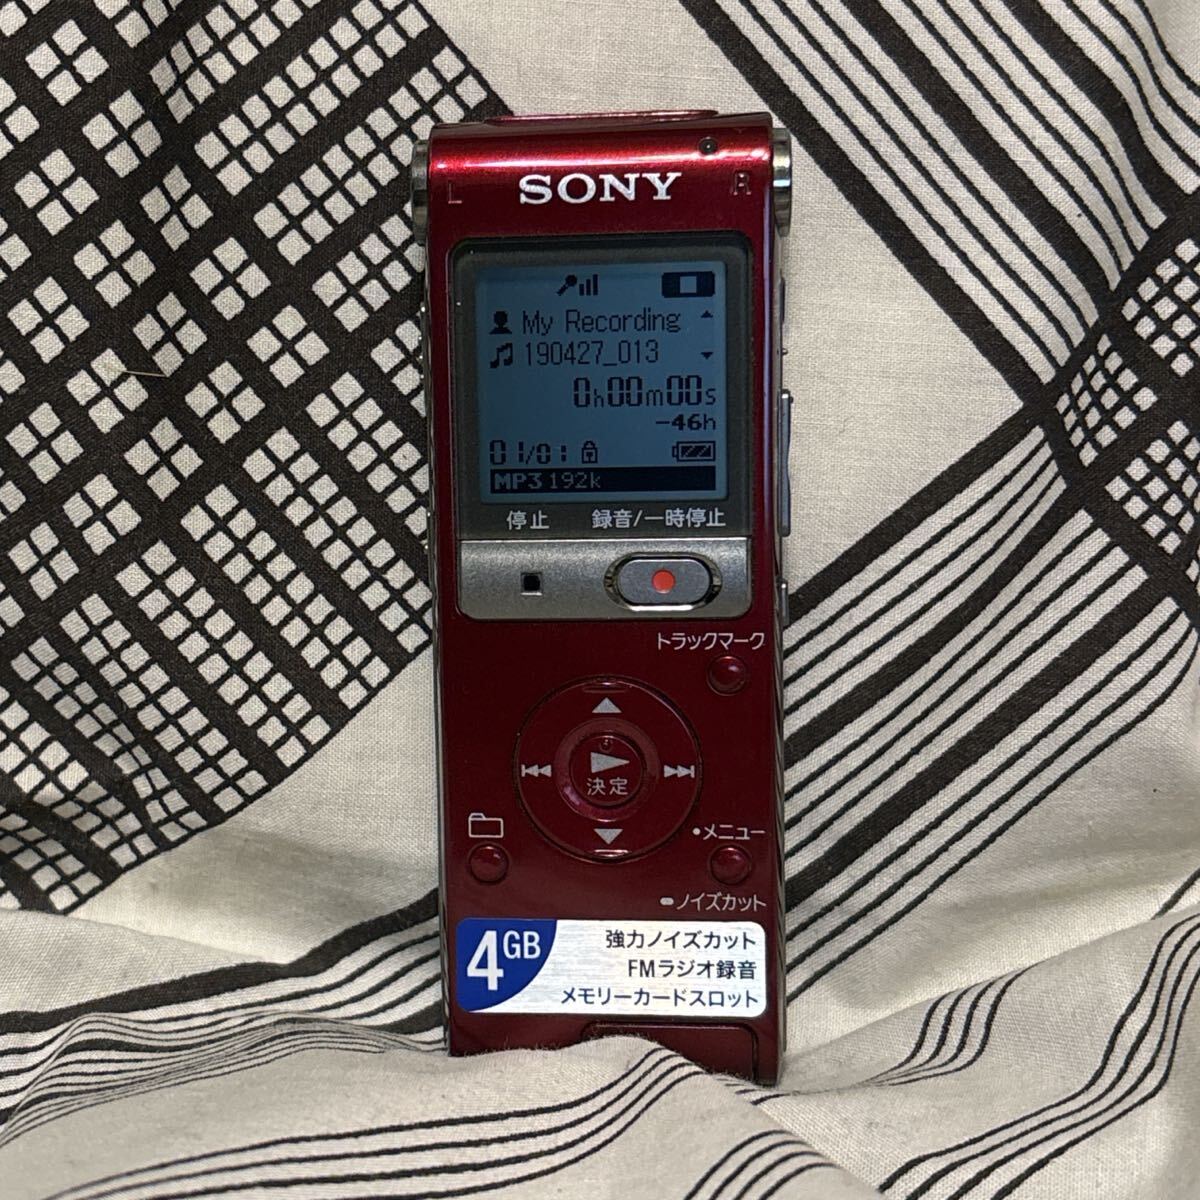 L SONY R
My Recording
190427_013
0h00m00s
-46h
01/01
MP3 192k
停止 録音/一時停止
トラックマーク
決定
•メニュー
ノイズカット
4GB
強力ノイズカット
FMラジオ録音
メモリーカードスロット